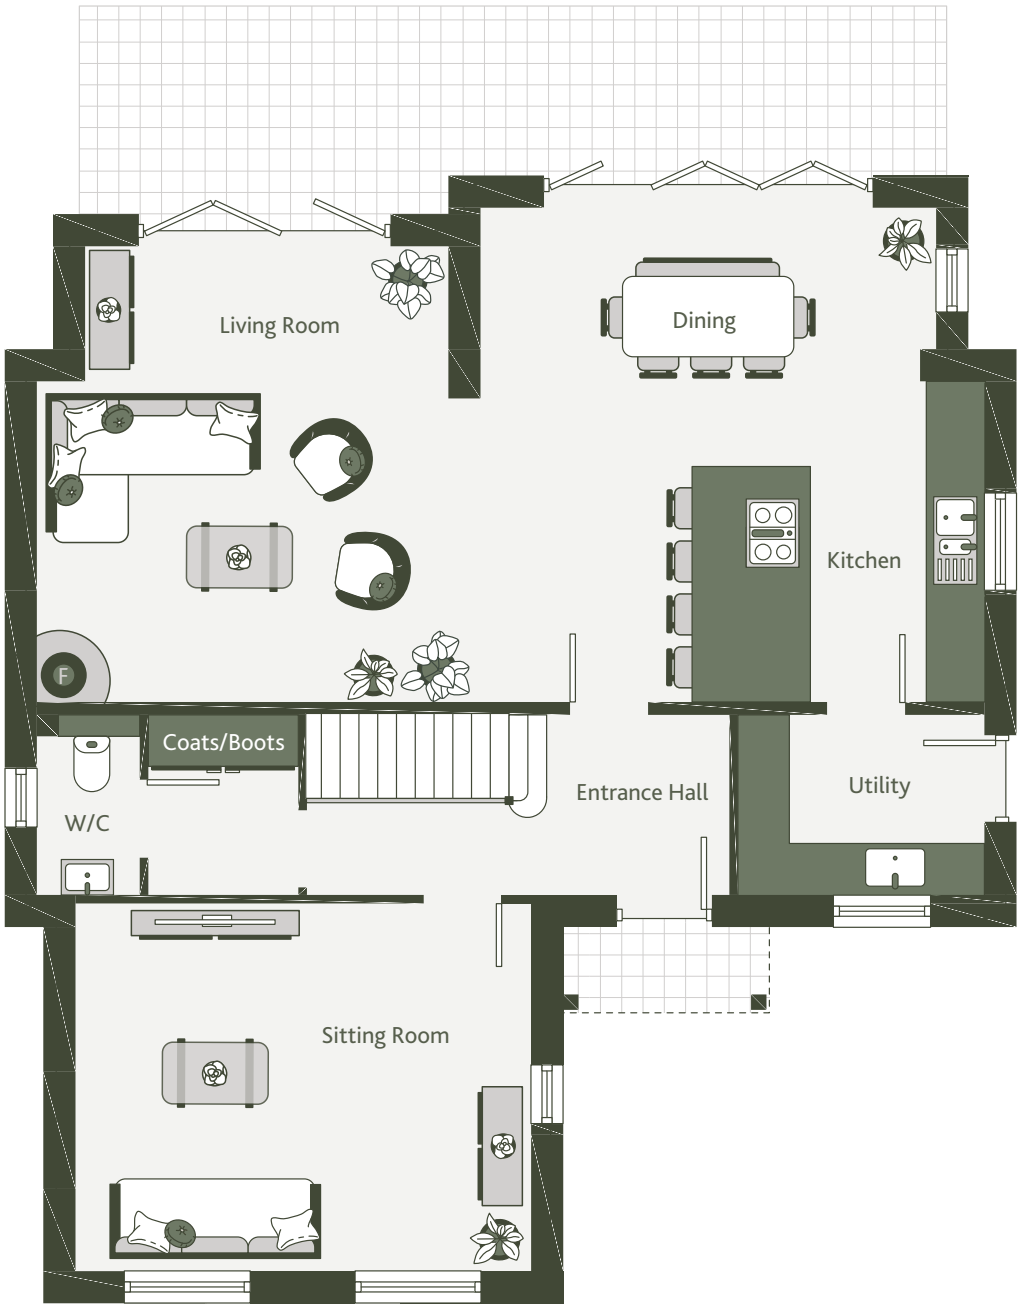 Living Room
Dining
Kitchen
F
Coats/Boots
Entrance Hall
Utility
W/C
Sitting Room